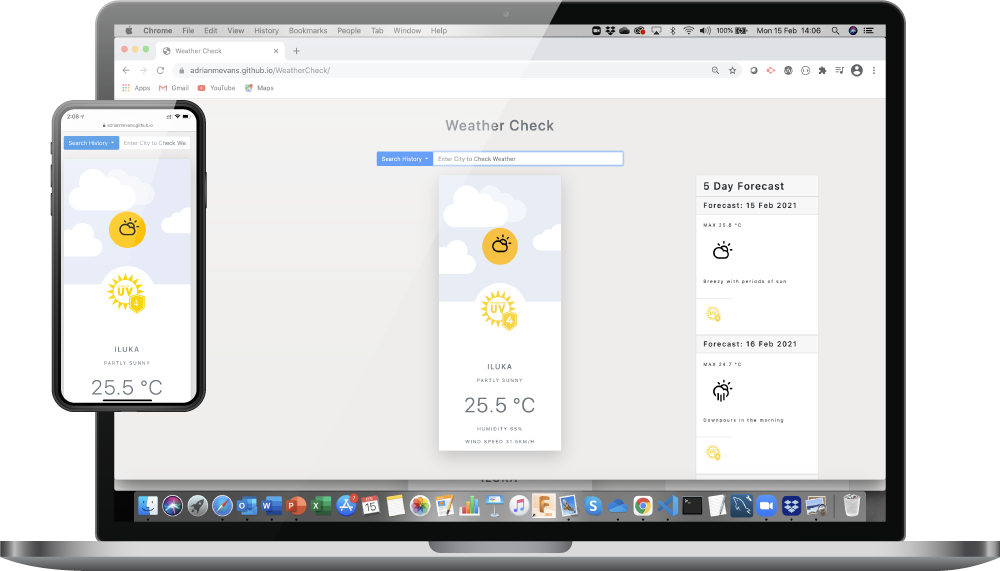 Chrome File Edit View History Bookmarks People Tab Window Help
100% Mon 15 Feb 14:06
Weather Check
adrianmevans.github.io/WeatherCheck/
Apps Gmail YouTube Maps
Weather Check
Search History Enter City to Check Weather
ILUKA
PARTLY SUNNY
25.5 °C
HUMIDITY 65%
WIND SPEED 31.5KM/H
UV
4
5 Day Forecast
Forecast: 15 Feb 2021
MAX 25.8 °C
Breezy with periods of sun
Forecast: 16 Feb 2021
MAX 24.7 °C
Downpours in the morning
2:08
adrianmevans.github.io
Search History Enter City to Check We
UV
4
ILUKA
PARTLY SUNNY
25.5 °C
ILUKA
15